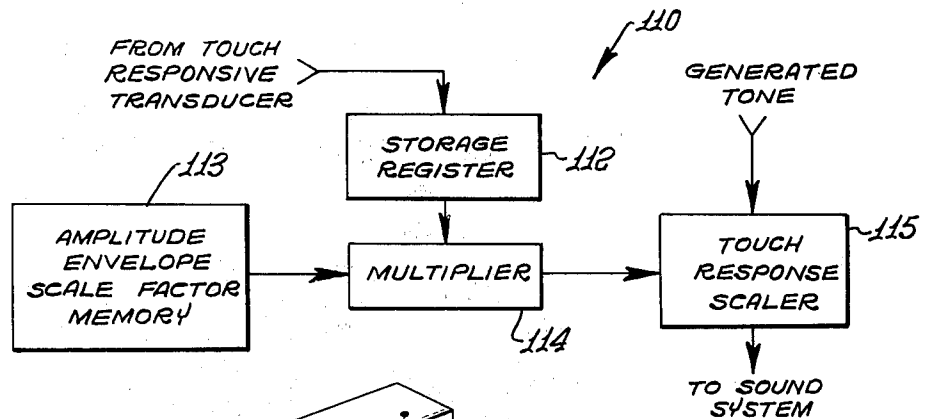 110
FROM TOUCH
RESPONSIVE
TRANSDUCER
GENERATED
TONE
STORAGE
REGISTER
112
113
AMPLITUDE
ENVELOPE
SCALE FACTOR
MEMORY
MULTIPLIER
114
TOUCH
RESPONSE
SCALER
115
TO SOUND
SYSTEM